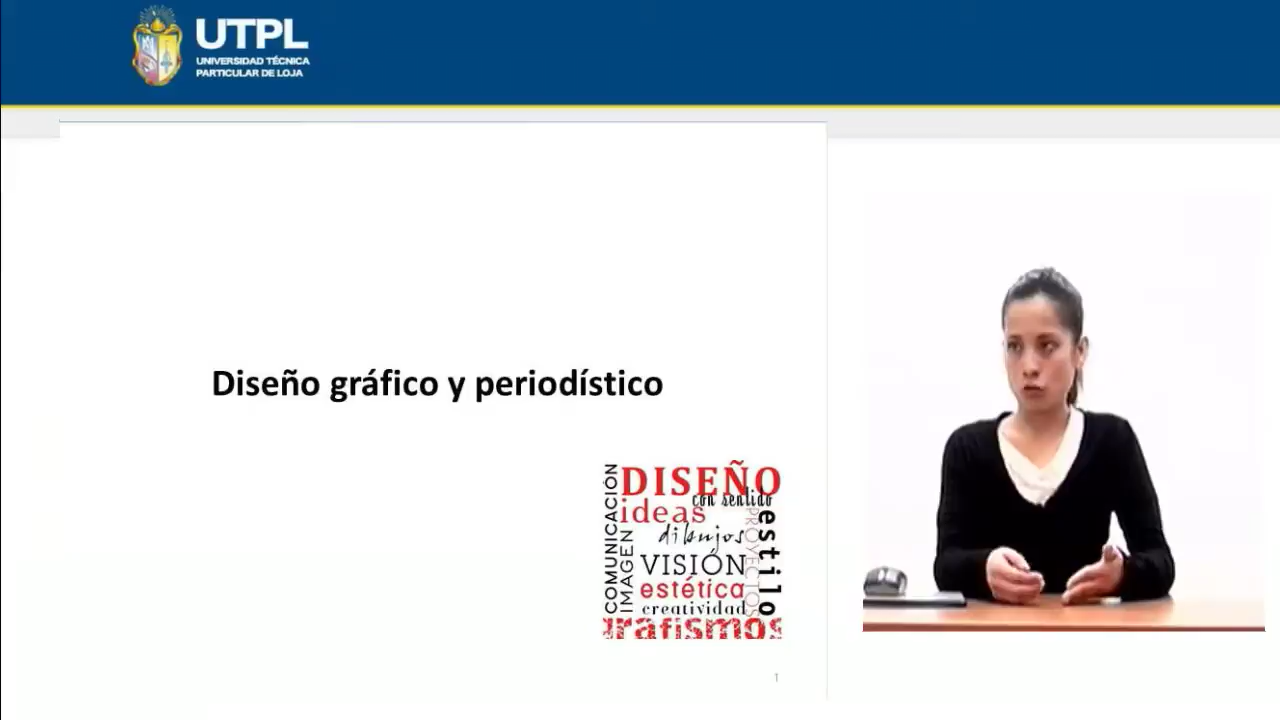 UTPL
UNIVERSIDAD TÉCNICA
PARTICULAR DE LOJA
Diseño gráfico y periodístico
COMUNICACIÓN
IMAGEN
DISEÑO
con sentido
ideas
dibujos
VISIÓN
estética
creatividad
PROYECTOS
estilo
grafismos
1